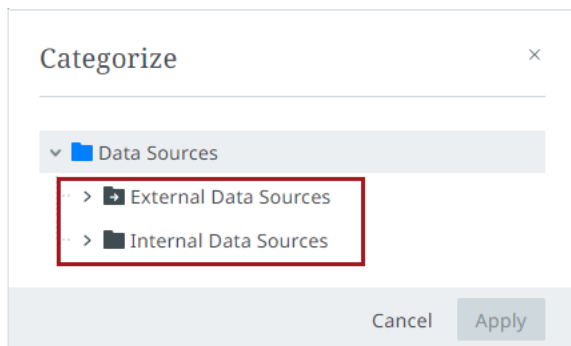 Categorize
Data Sources
External Data Sources
Internal Data Sources
Cancel Apply